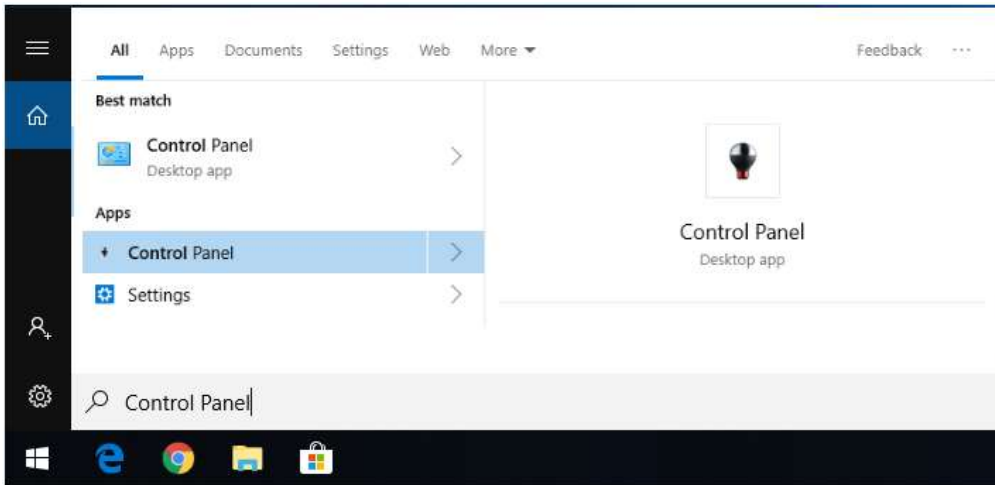 All Apps Documents Settings Web More Feedback ...
Best match
Control Panel
Desktop app
Apps
Control Panel
Settings
Control Panel
Desktop app
Control Panel